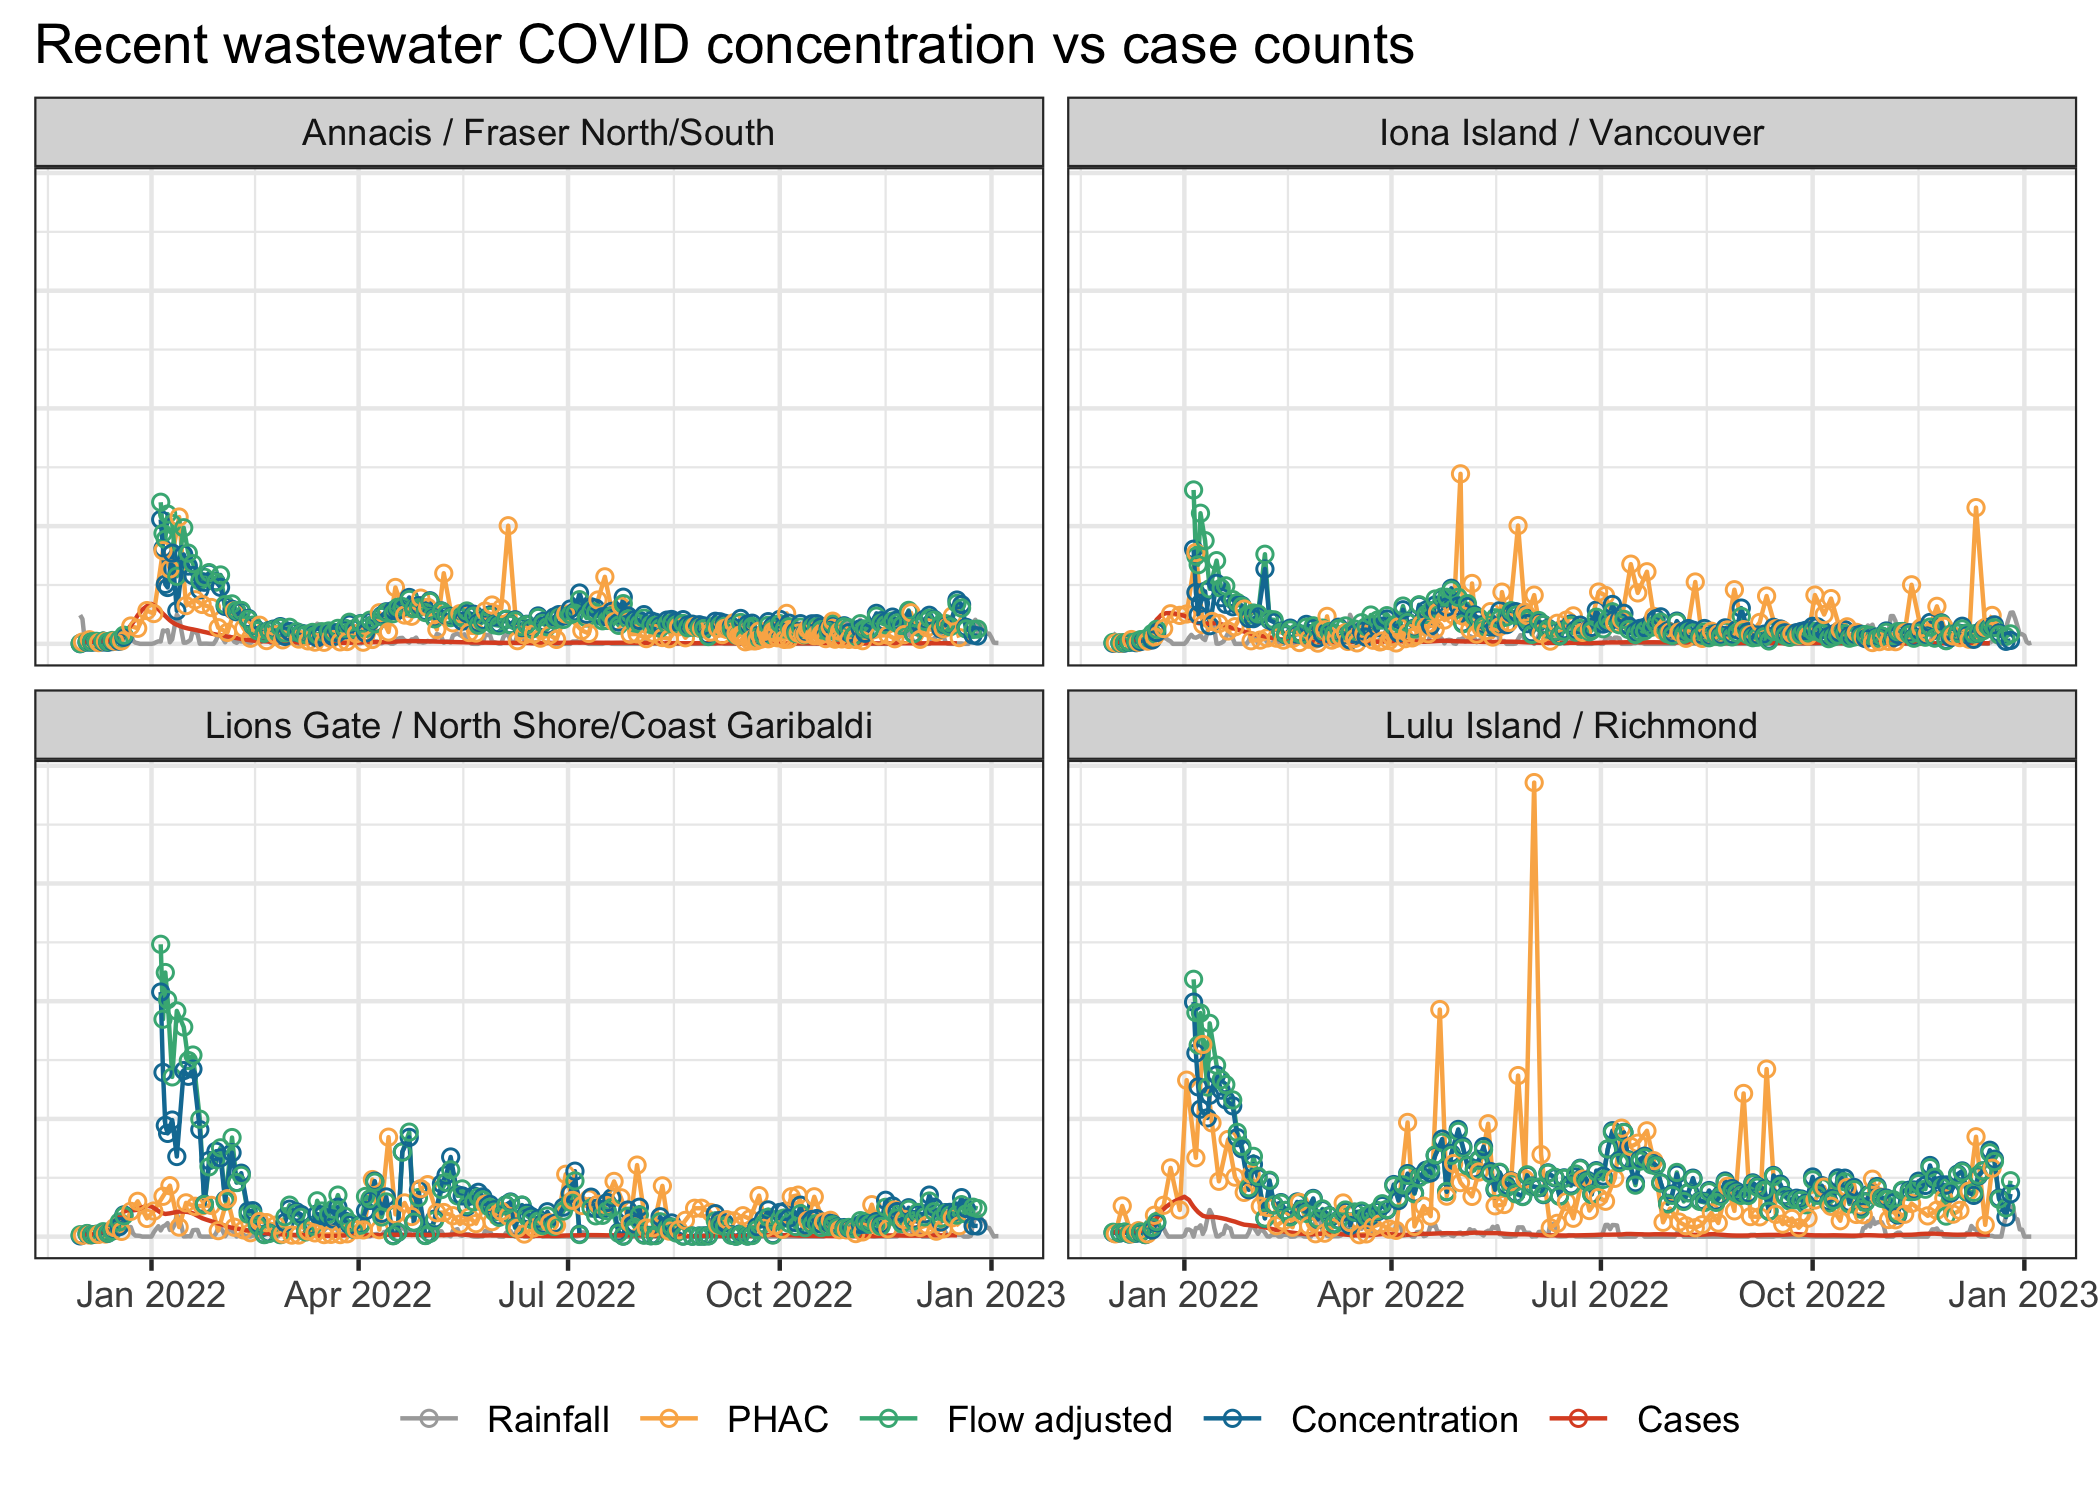 Recent wastewater COVID concentration vs case counts
Annacis / Fraser North/South
Iona Island / Vancouver
Lions Gate / North Shore/Coast Garibaldi
Lulu Island / Richmond
Jan 2022 Apr 2022 Jul 2022 Oct 2022 Jan 2023
Jan 2022 Apr 2022 Jul 2022 Oct 2022 Jan 2023
Rainfall PHAC Flow adjusted Concentration Cases